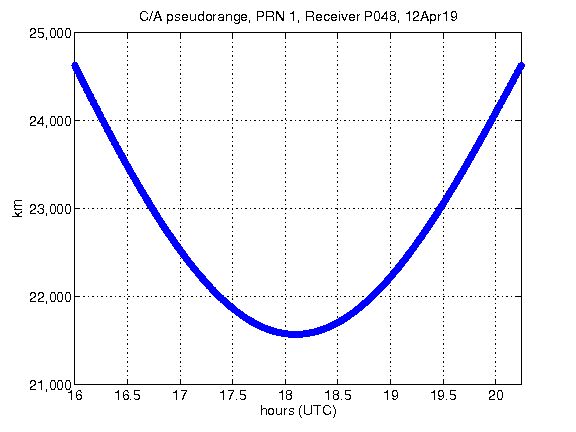 C/A pseudorange, PRN 1, Receiver P048, 12Apr19
25,000
24,000
23,000
22,000
21,000
km
16 16.5 17 17.5 18 18.5 19 19.5 20
hours (UTC)